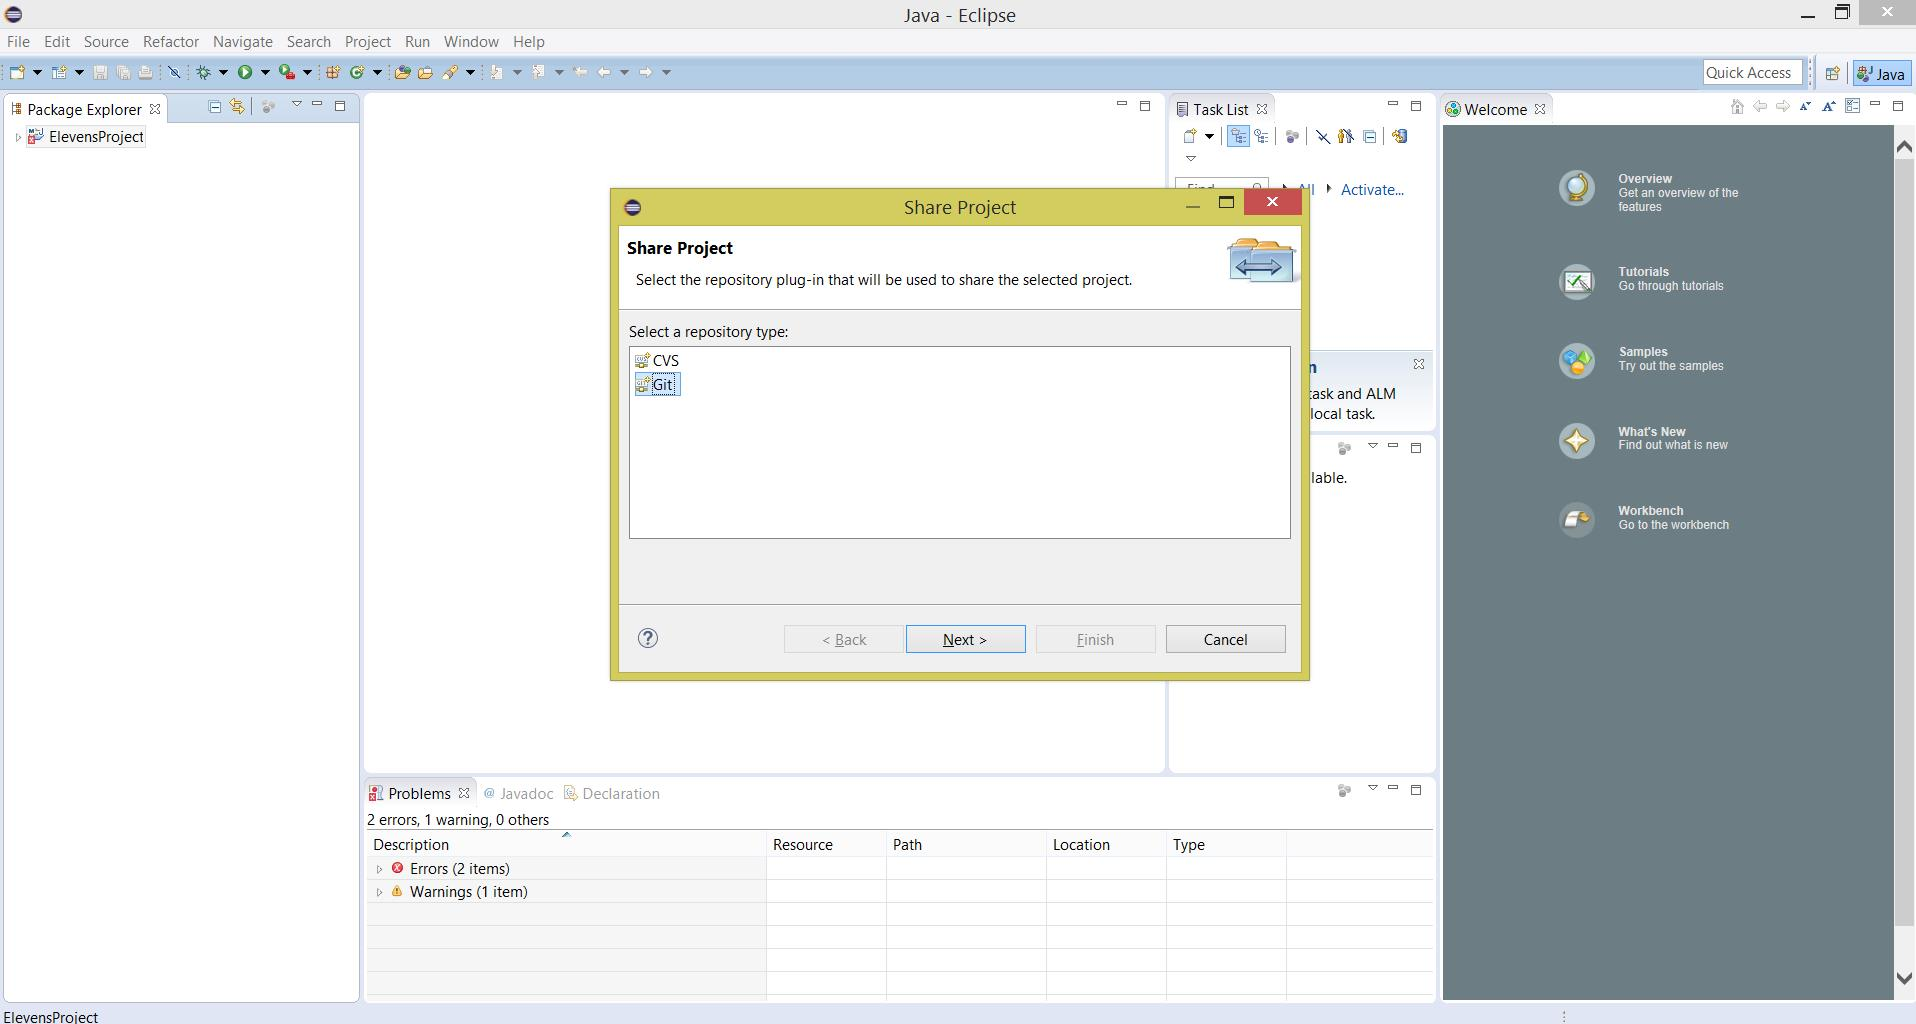 Java - Eclipse
File Edit Source Refactor Navigate Search Project Run Window Help
Quick Access
Java
Package Explorer
ElevensProject
Task List
All
Activate...
Welcome
Overview
Get an overview of the
features
Tutorials
Go through tutorials
Samples
Try out the samples
What's New
Find out what is new
Workbench
Go to the workbench
Share Project
Share Project
Select the repository plug-in that will be used to share the selected project.
Select a repository type:
CVS
Git
< Back
Next >
Finish
Cancel
task and ALM
local task.
lable.
Problems
@ Javadoc
Declaration
2 errors, 1 warning, 0 others
Description Resource Path Location Type
Errors (2 items)
Warnings (1 item)
ElevensProject